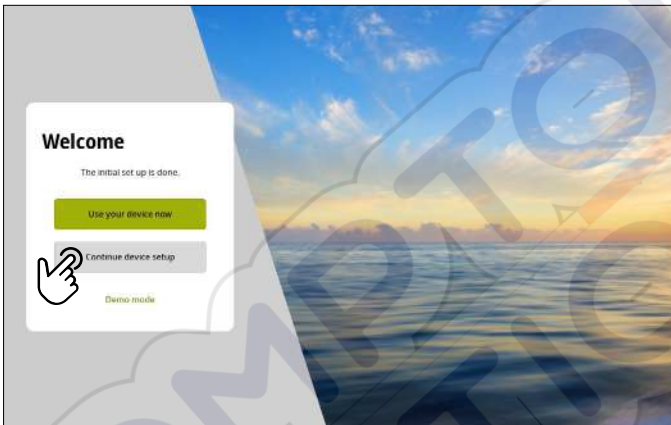 Welcome
The initial set up is done.
Use your device now
Continue device setup
Demo mode